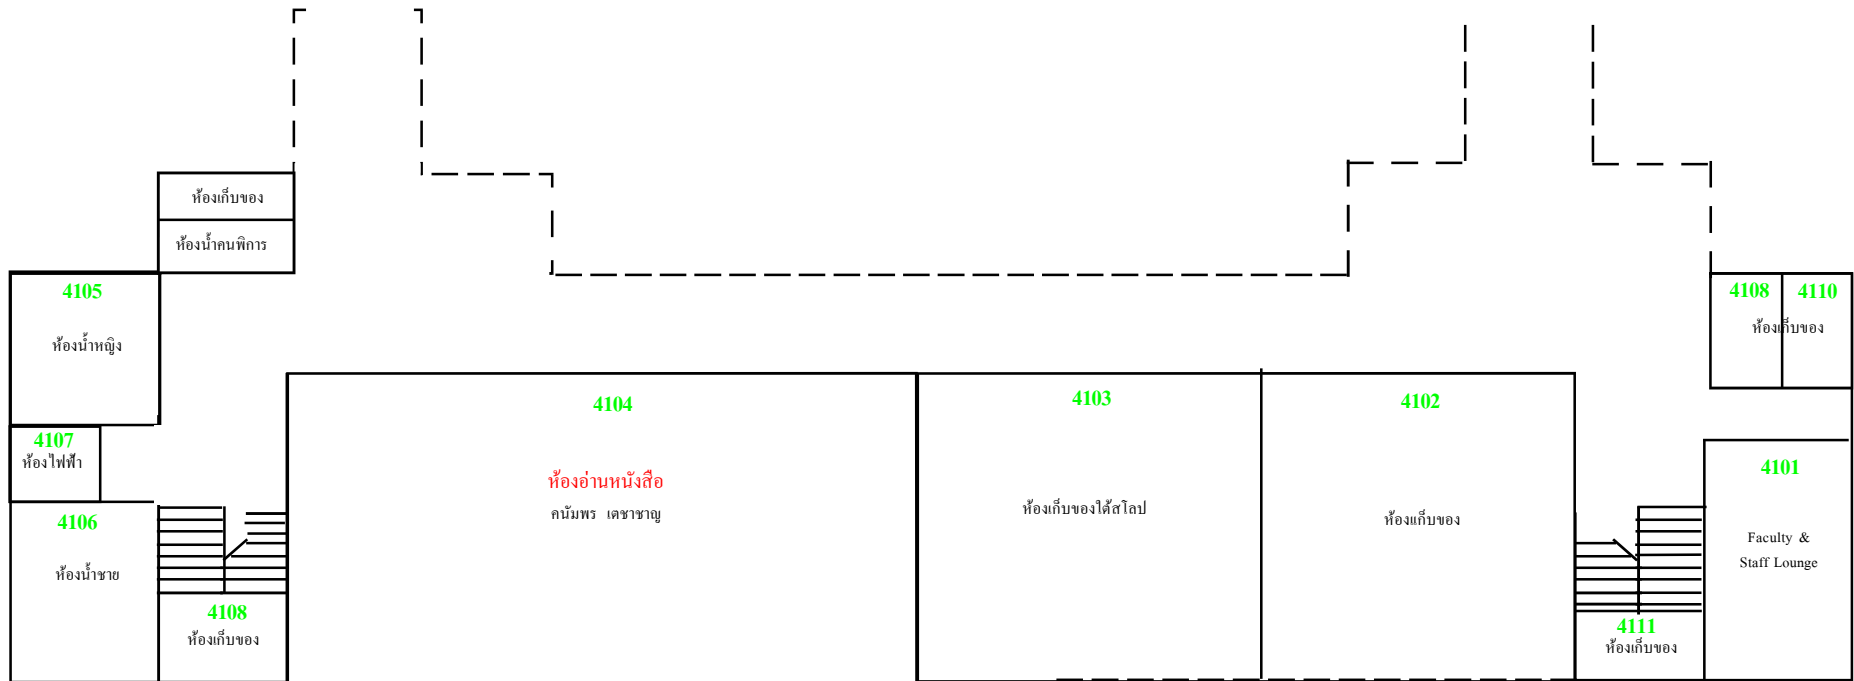 ห้องเก็บของ
ห้องน้ำคนพิการ
4105
ห้องน้ำหญิง
4107
ห้องไฟฟ้า
4106
ห้องน้ำชาย
4108
ห้องเก็บของ
4104
ห้องอ่านหนังสือ
คนัมพร เตชาชาญ
4103
ห้องเก็บของใต้สโลป
4102
ห้องแก็บของ
4108 4110
ห้องเก็บของ
4101
Faculty &
Staff Lounge
4111
ห้องเก็บของ